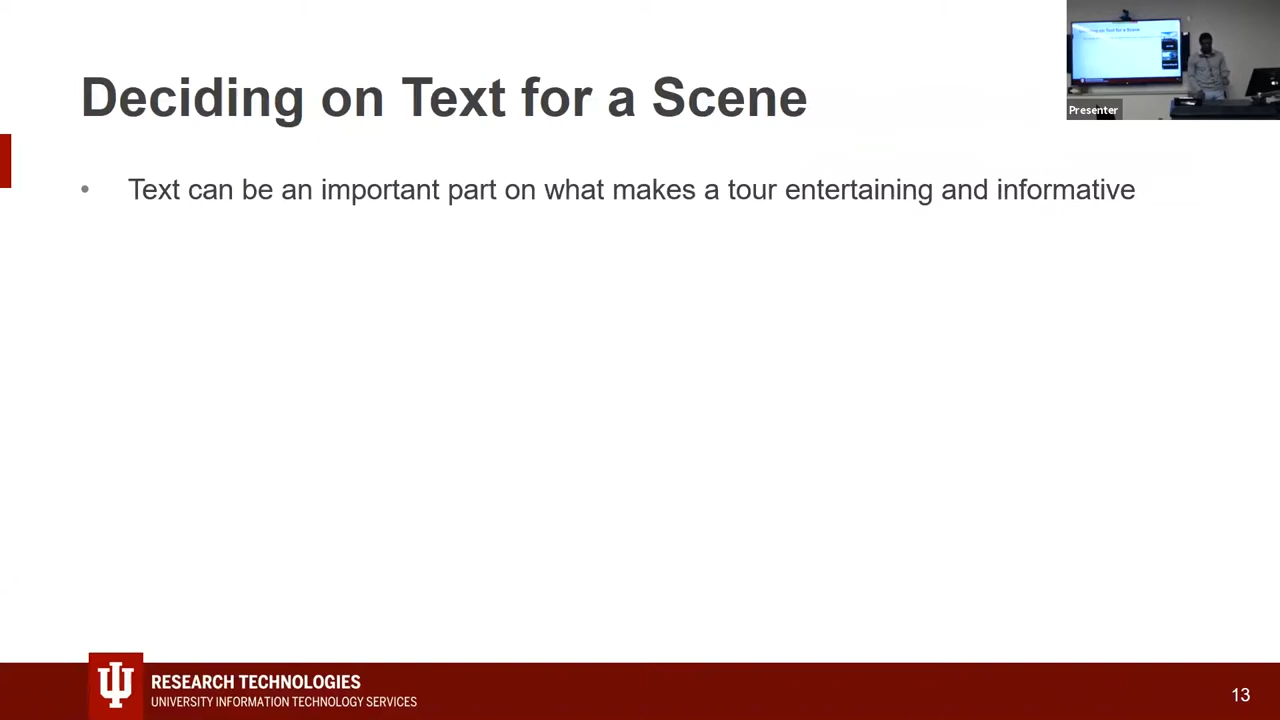 Deciding on Text for a Scene
Presenter
• Text can be an important part on what makes a tour entertaining and informative
RESEARCH TECHNOLOGIES
UNIVERSITY INFORMATION TECHNOLOGY SERVICES
13